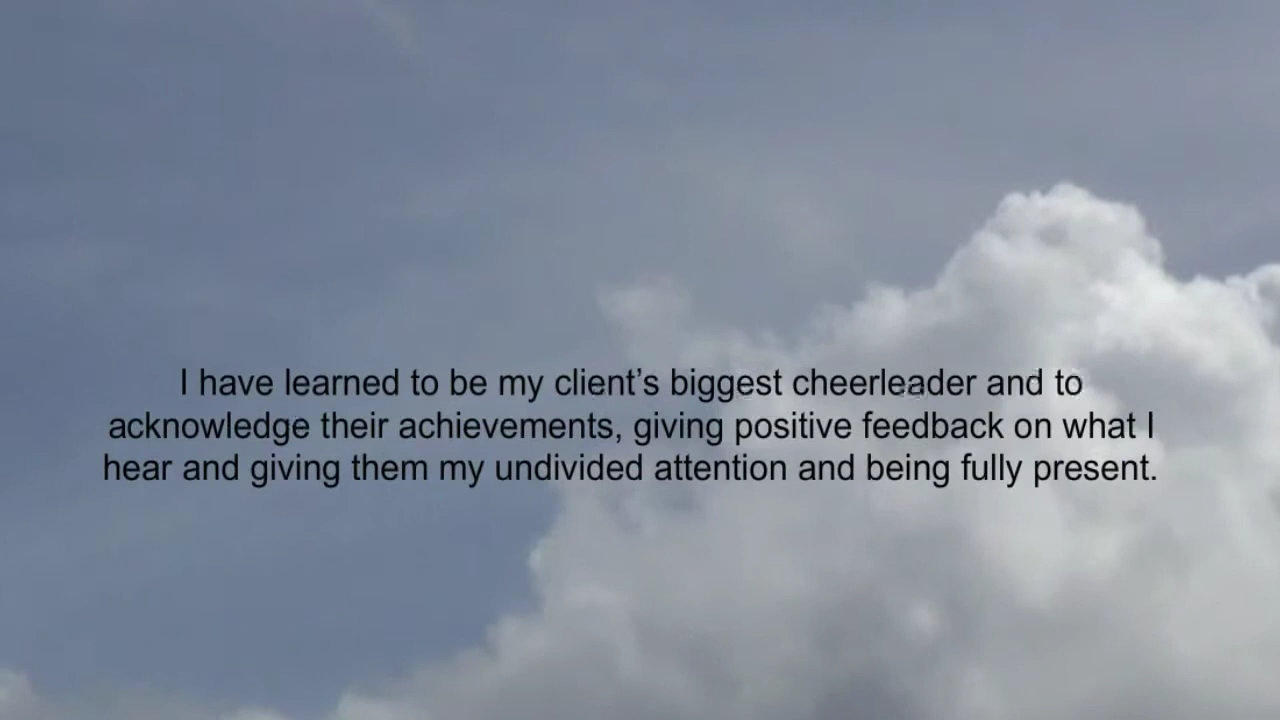 I have learned to be my client’s biggest cheerleader and to
acknowledge their achievements, giving positive feedback on what I
hear and giving them my undivided attention and being fully present.